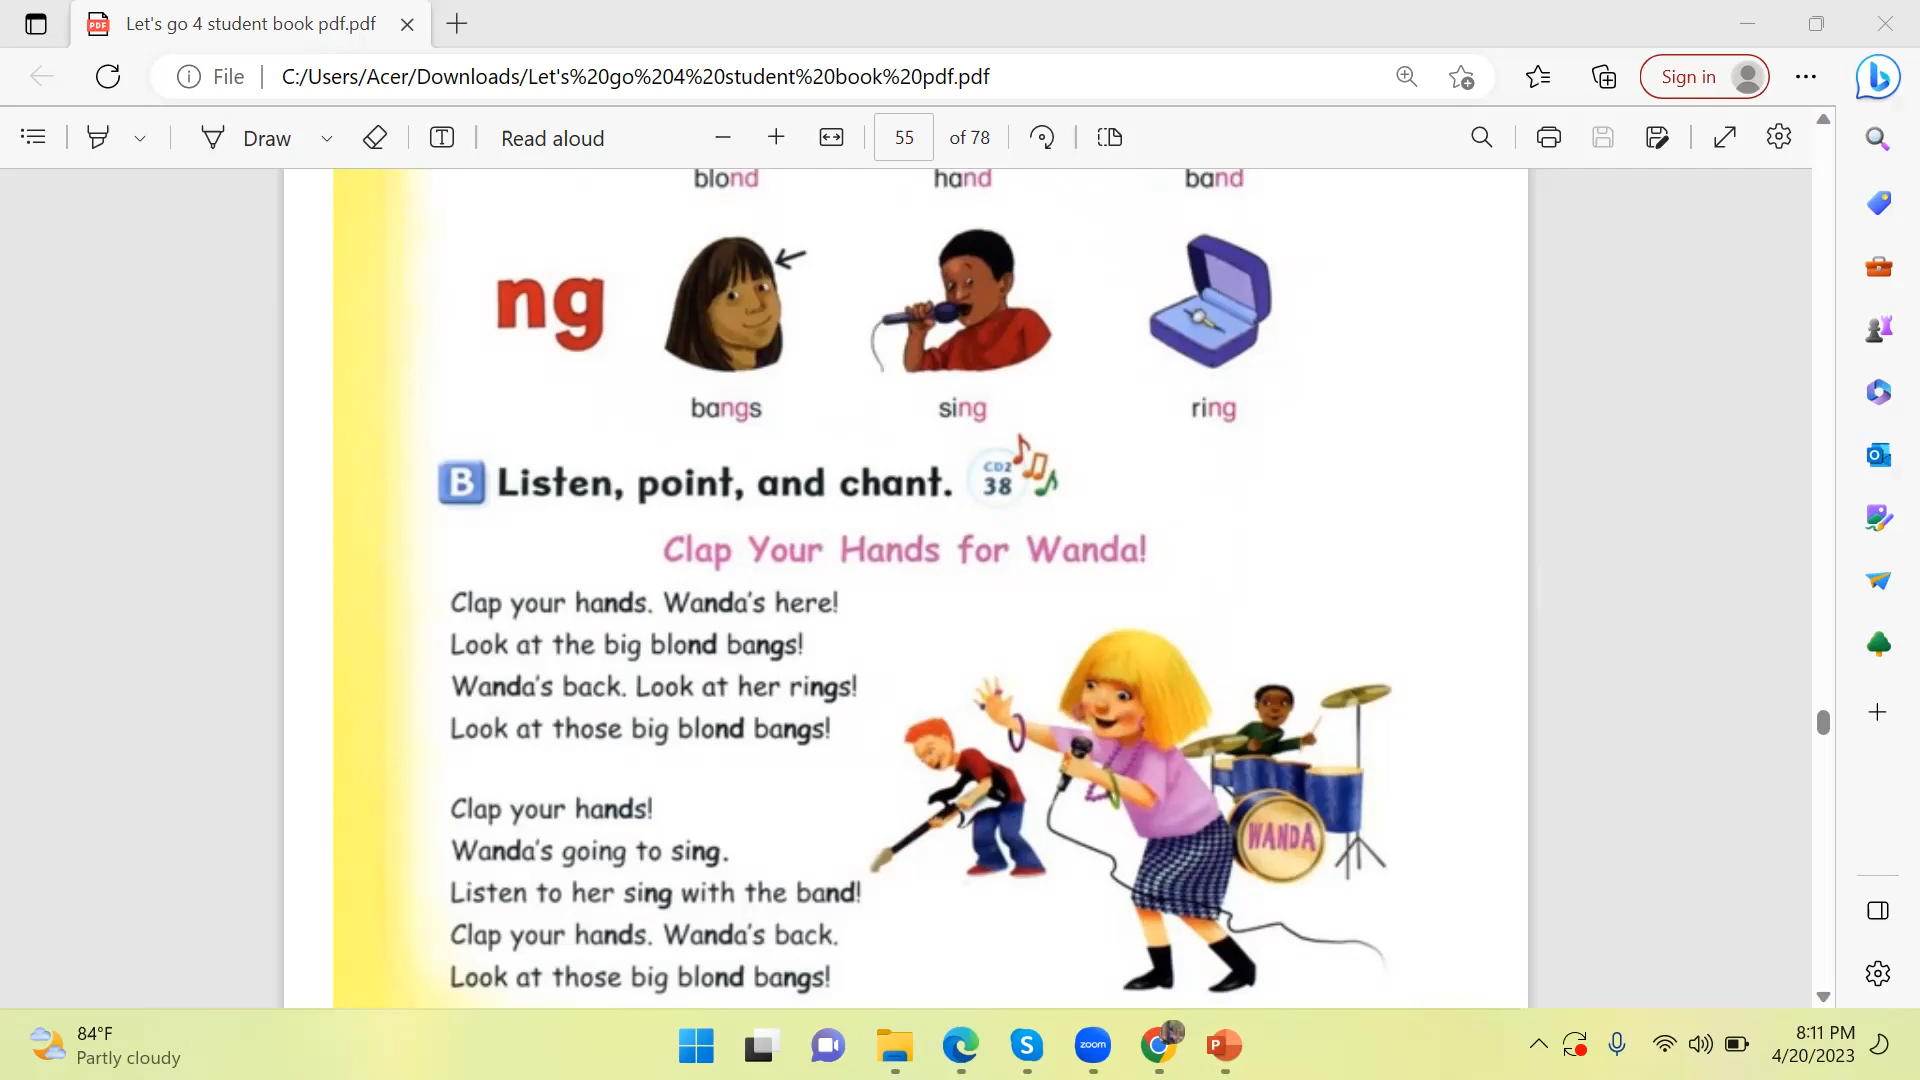 Let's go 4 student book pdf.pdf
File C:/Users/Acer/Downloads/Let's%20go%204%20student%20book%20pdf.pdf
Sign in
Draw
Read aloud
55 of 78
blond hand band
ng
bangs sing ring
B Listen, point, and chant. CD2 38
Clap Your Hands for Wanda!
Clap your hands. Wanda's here!
Look at the big blond bangs!
Wanda's back. Look at her rings!
Look at those big blond bangs!
Clap your hands!
Wanda's going to sing.
Listen to her sing with the band!
Clap your hands. Wanda's back.
Look at those big blond bangs!
WANDA
84°F
Partly cloudy
zoom
8:11 PM
4/20/2023